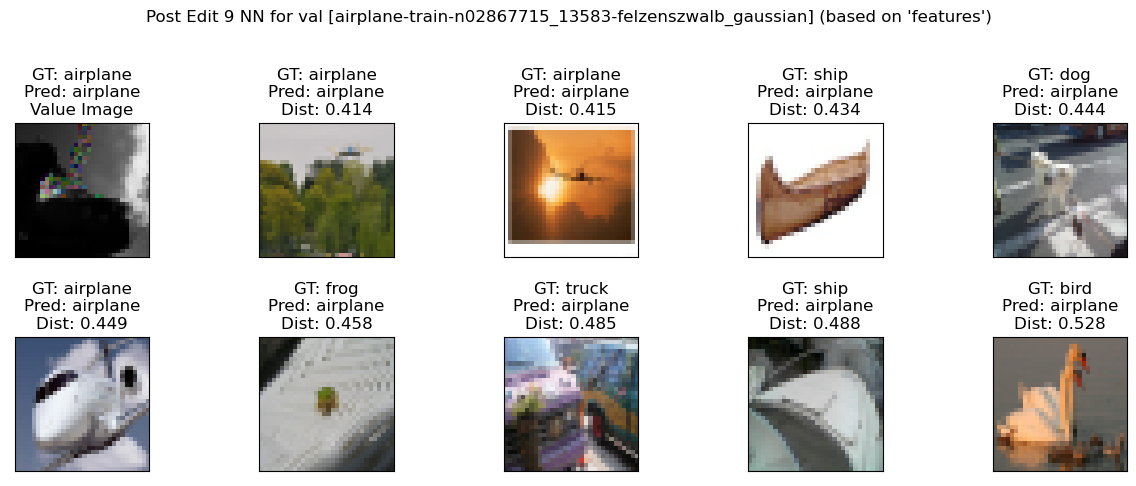 Post Edit 9 NN for val [airplane-train-n02867715_13583-felzenszwalb_gaussian] (based on 'features')
GT: airplane
Pred: airplane
Value Image
GT: airplane
Pred: airplane
Dist: 0.414
GT: airplane
Pred: airplane
Dist: 0.415
GT: ship
Pred: airplane
Dist: 0.434
GT: dog
Pred: airplane
Dist: 0.444
GT: airplane
Pred: airplane
Dist: 0.449
GT: frog
Pred: airplane
Dist: 0.458
GT: truck
Pred: airplane
Dist: 0.485
GT: ship
Pred: airplane
Dist: 0.488
GT: bird
Pred: airplane
Dist: 0.528